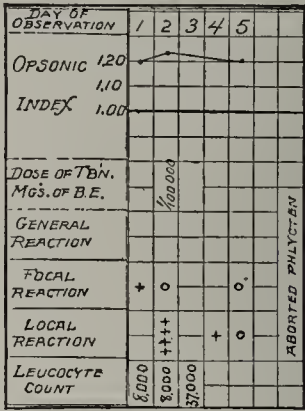 DAY OF OBSERVATION 1 2 3 4 5
OPSONIC 1.20
1.10
INDEX 1.00
DOSE OF TBN. MGS. OF B.E. 1/100000
GENERAL REACTION
FOCAL REACTION + o o
LOCAL REACTION ++++ + o
LEUCOCYTE COUNT 8,000 8,000 37,000
ABORTED PHLYCTEN